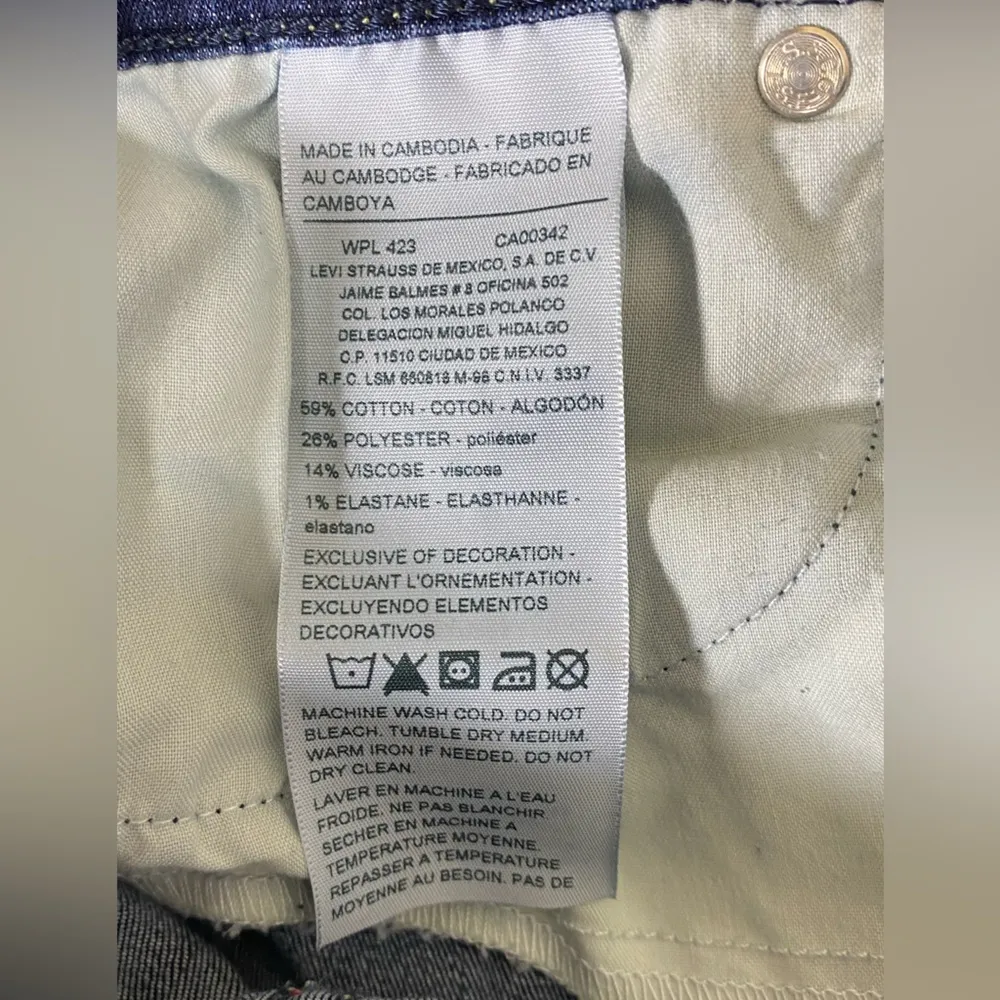 MADE IN CAMBODIA - FABRIQUE
AU CAMBODGE - FABRICADO EN
CAMBOYA
WPL 423 CA00342
LEVI STRAUSS DE MEXICO, S.A. DE C.V
JAIME BALMES # 8 OFICINA 502
COL. LOS MORALES POLANCO
DELEGACION MIGUEL HIDALGO
C.P. 11510 CIUDAD DE MEXICO
R.F.C. LSM 650819 M-96 C.N.I.V. 3337
59% COTTON - COTON - ALGODÓN
26% POLYESTER - poliéster
14% VISCOSE - viscosa
1% ELASTANE - ELASTHANNE -
elastano
EXCLUSIVE OF DECORATION -
EXCLUANT L'ORNEMENTATION -
EXCLUYENDO ELEMENTOS
DECORATIVOS
MACHINE WASH COLD. DO NOT
BLEACH. TUMBLE DRY MEDIUM.
WARM IRON IF NEEDED. DO NOT
DRY CLEAN.
LAVER EN MACHINE A L'EAU
FROIDE. NE PAS BLANCHIR.
SECHER EN MACHINE A
TEMPERATURE MOYENNE.
REPASSER A TEMPERATURE
MOYENNE AU BESOIN. PAS DE